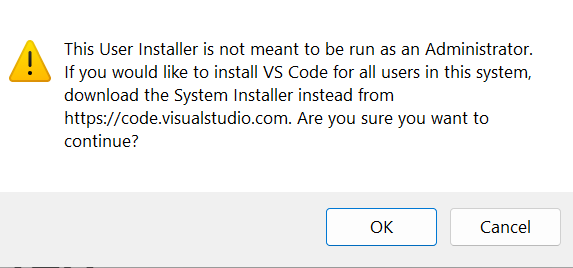 This User Installer is not meant to be run as an Administrator.
If you would like to install VS Code for all users in this system,
download the System Installer instead from
https://code.visualstudio.com. Are you sure you want to
continue?
OK
Cancel